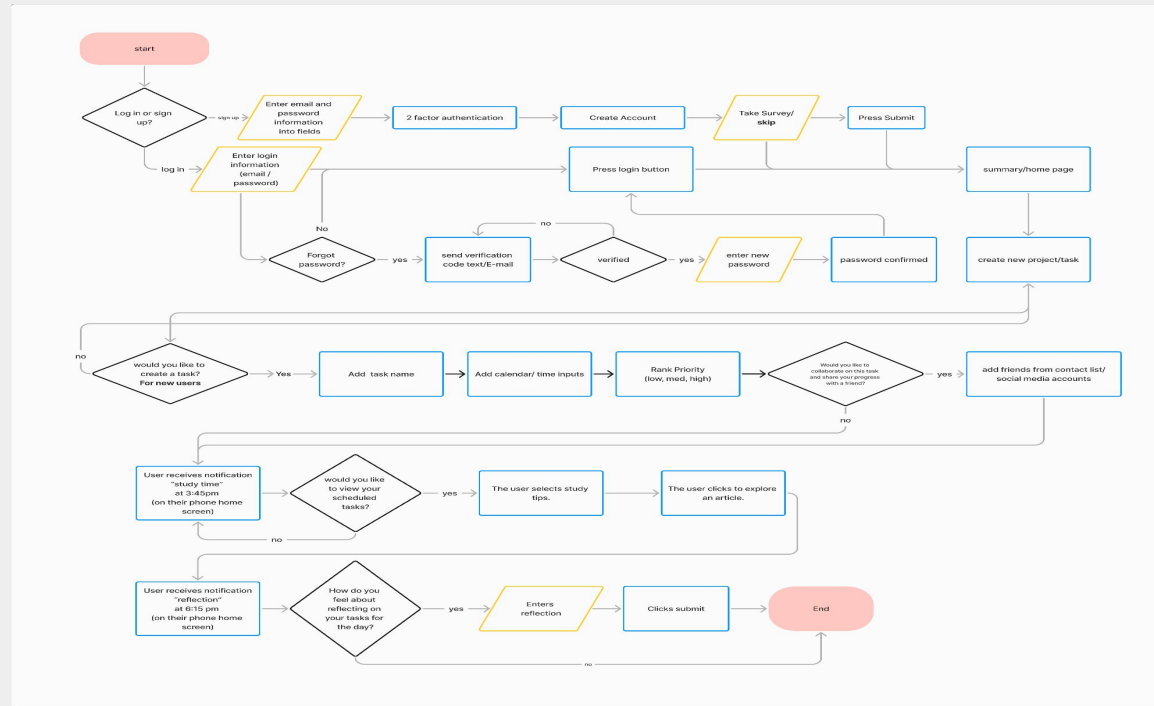 start
Log in or sign
up?
sign up
Enter email and
password
information
into fields
2 factor authentication
Create Account
Take Survey/
skip
Press Submit
log in
Enter login
information
(email /
password)
Press login button
summary/home page
No
no
Forgot
password?
yes
send verification
code text/E-mail
verified
yes
enter new
password
password confirmed
create new project/task
no
would you like to
create a task?
For new users
Yes
Add task name
Add calendar/ time inputs
Rank Priority
(low, med, high)
Would you like to
collaborate on this task
and share your progress
with a friend?
yes
add friends from contact list/
social media accounts
no
User receives notification
"study time"
at 3:45pm
(on their phone home
screen)
would you like
to view your
scheduled
tasks?
yes
The user selects study
tips.
The user clicks to explore
an article.
no
User receives notification
"reflection"
at 6:15 pm
(on their phone home
screen)
How do you
feel about
reflecting on
your tasks for
the day?
yes
Enters
reflection
Clicks submit
End
no